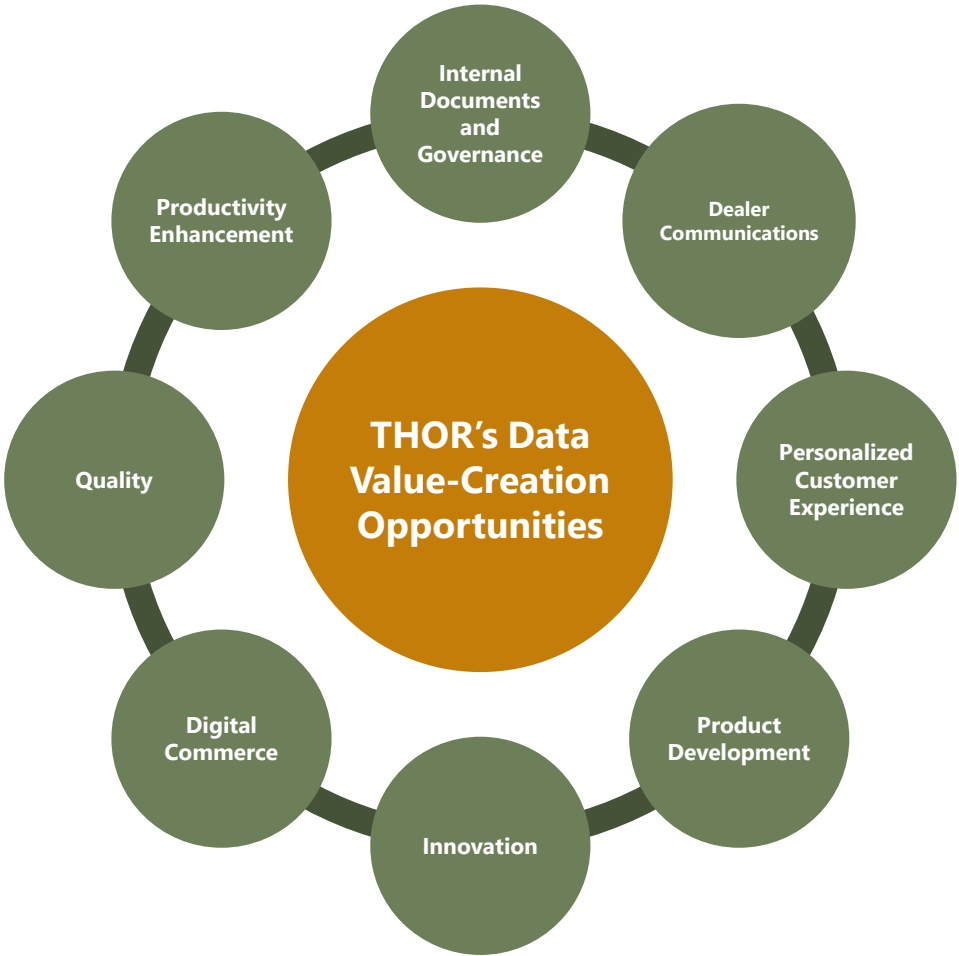 Internal
Documents
and
Governance
Dealer
Communications
Personalized
Customer
Experience
Product
Development
Innovation
Digital
Commerce
Quality
Productivity
Enhancement
THOR’s Data
Value-Creation
Opportunities